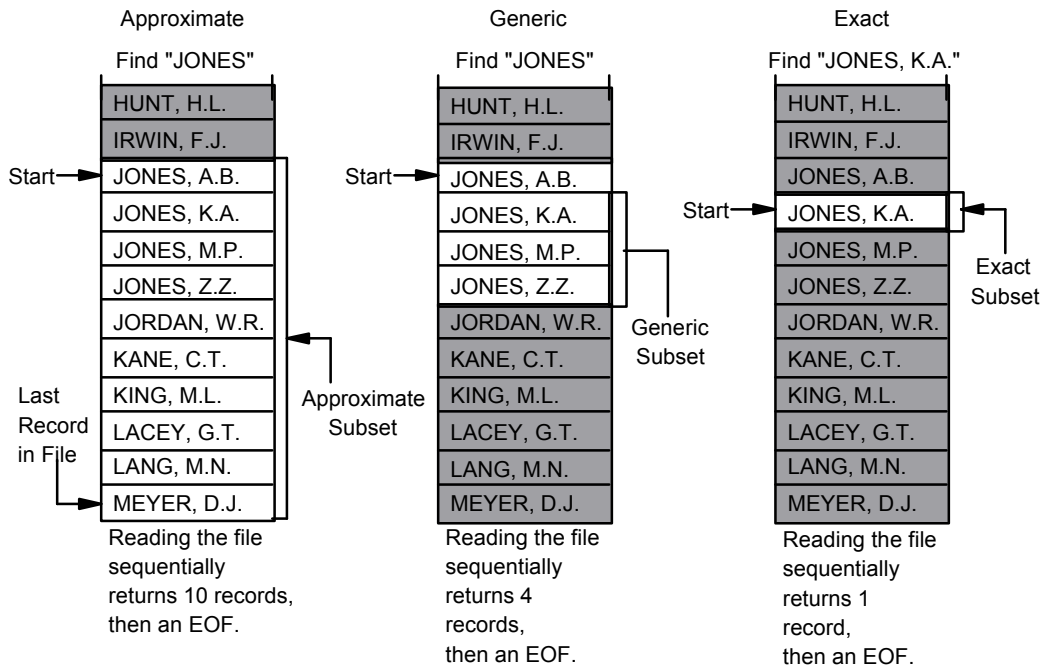 Approximate
Find "JONES"
HUNT, H.L.
IRWIN, F.J.
Start
JONES, A.B.
JONES, K.A.
JONES, M.P.
JONES, Z.Z.
JORDAN, W.R.
KANE, C.T.
KING, M.L.
LACEY, G.T.
LANG, M.N.
MEYER, D.J.
Last
Record
in File
Approximate
Subset
Reading the file
sequentially
returns 10 records,
then an EOF.
Generic
Find "JONES"
HUNT, H.L.
IRWIN, F.J.
Start
JONES, A.B.
JONES, K.A.
JONES, M.P.
JONES, Z.Z.
JORDAN, W.R.
KANE, C.T.
KING, M.L.
LACEY, G.T.
LANG, M.N.
MEYER, D.J.
Generic
Subset
Reading the file
sequentially
returns 4
records,
then an EOF.
Exact
Find "JONES, K.A."
HUNT, H.L.
IRWIN, F.J.
JONES, A.B.
Start
JONES, K.A.
JONES, M.P.
JONES, Z.Z.
JORDAN, W.R.
KANE, C.T.
KING, M.L.
LACEY, G.T.
LANG, M.N.
MEYER, D.J.
Exact
Subset
Reading the file
sequentially
returns 1
record,
then an EOF.